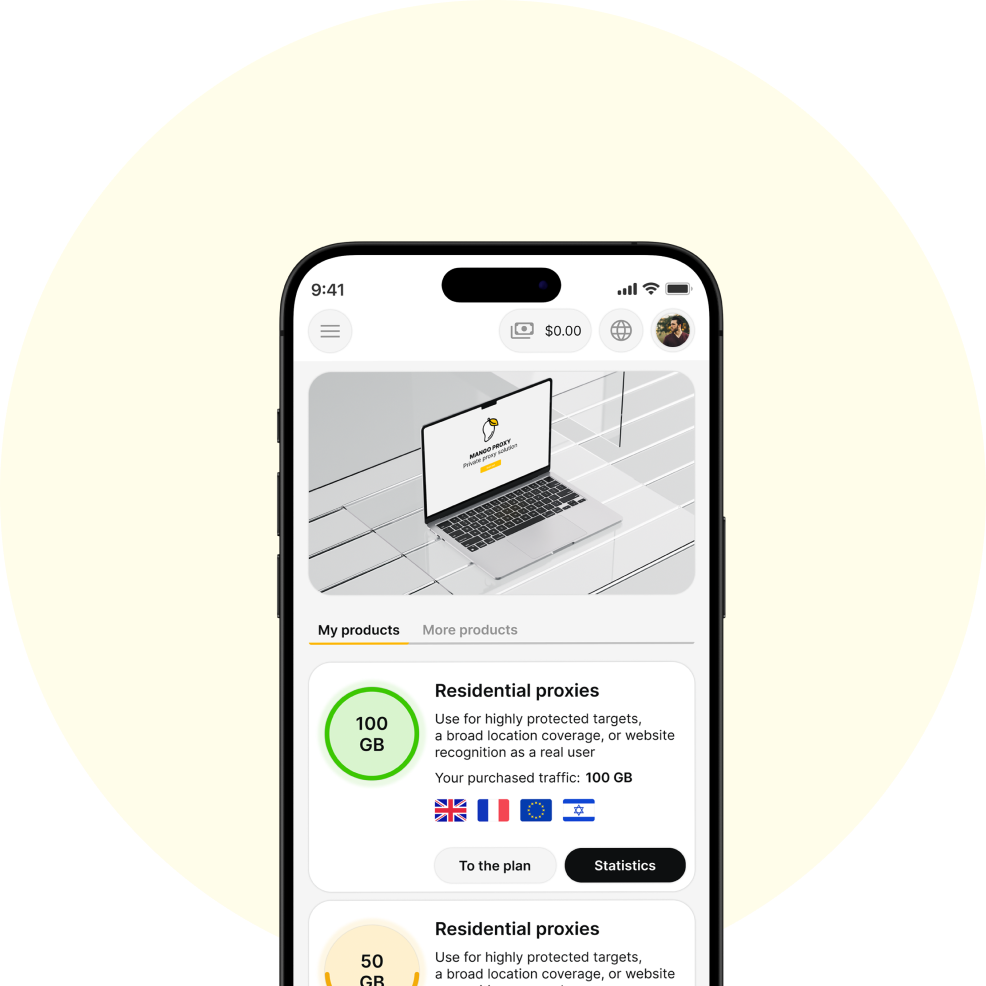 9:41
$0.00
MANGO PROXY
Private proxy solution
My products More products
100
GB
Residential proxies
Use for highly protected targets,
a broad location coverage, or website
recognition as a real user
Your purchased traffic: 100 GB
To the plan Statistics
50
GB
Residential proxies
Use for highly protected targets,
a broad location coverage, or website